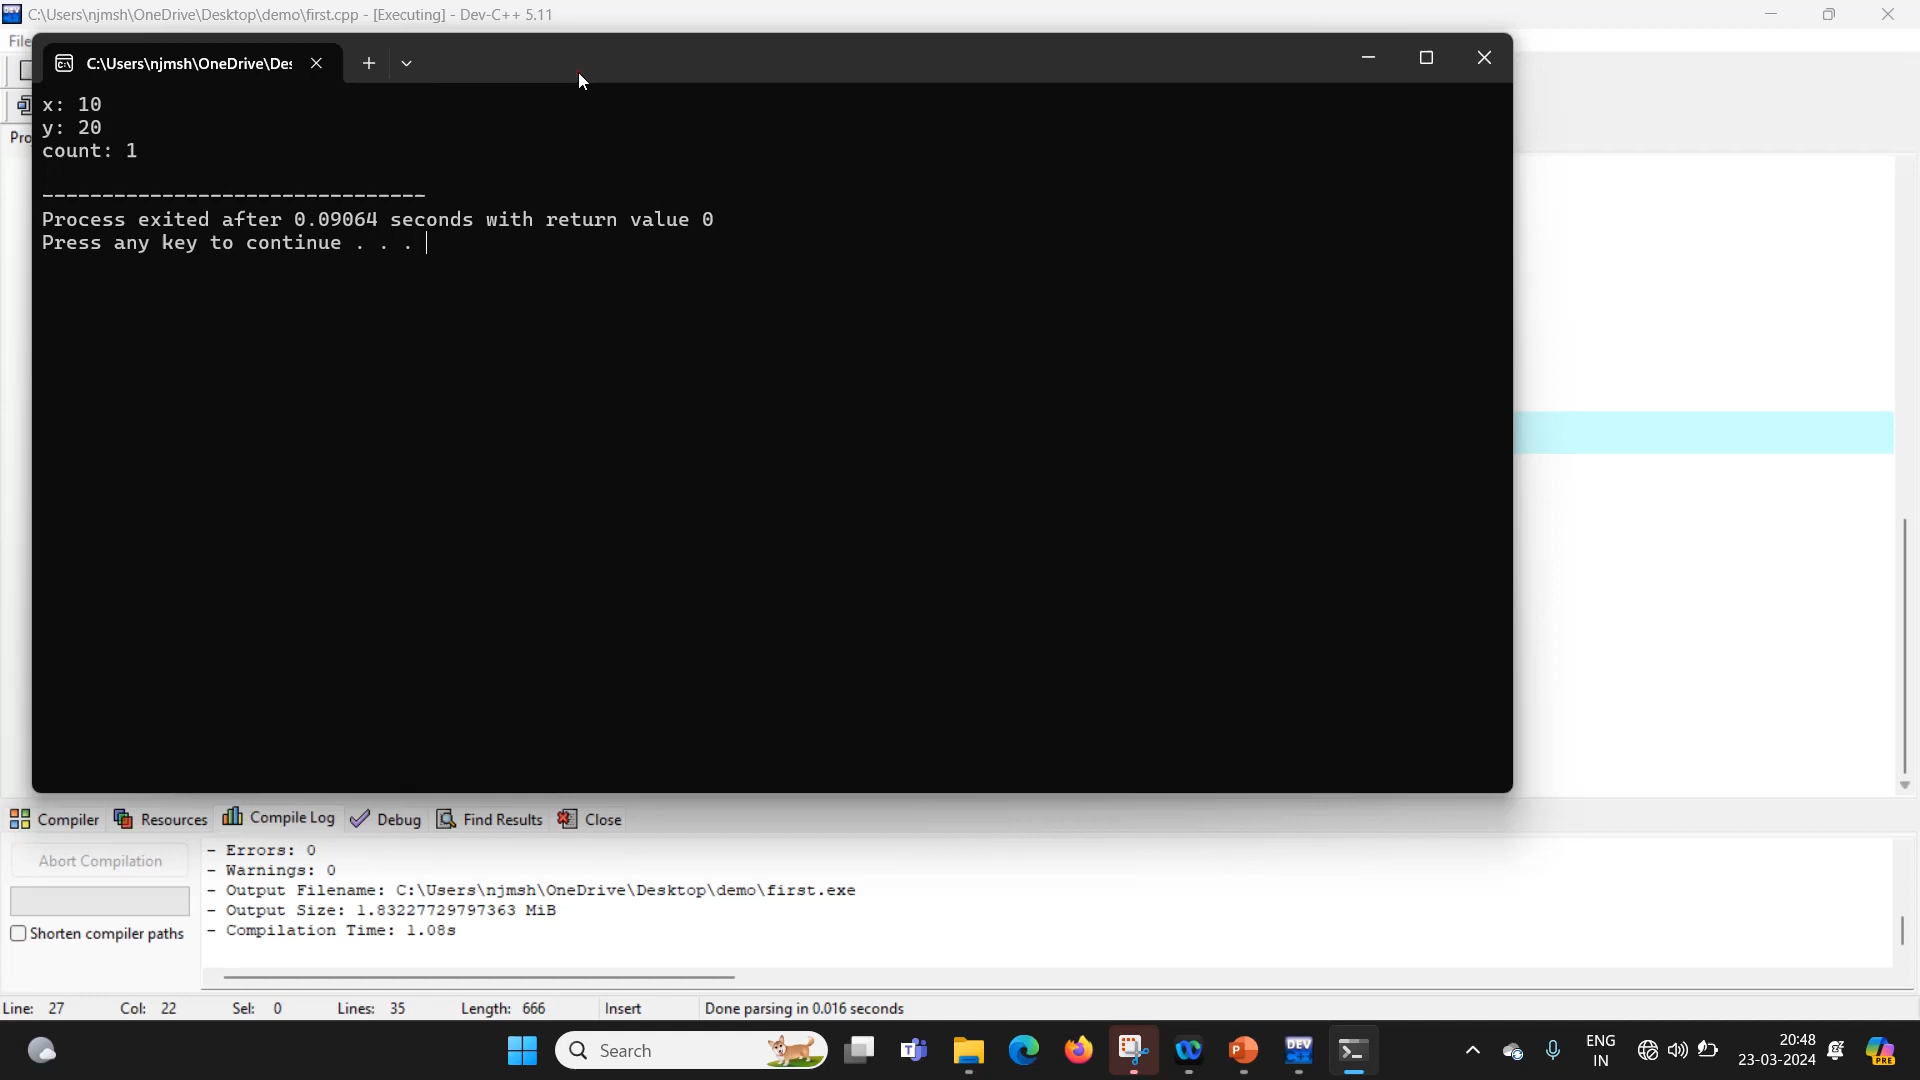 C:\Users\njmsh\OneDrive\Desktop\demo\first.cpp - [Executing] - Dev-C++ 5.11
File
C:\Users\njmsh\OneDrive\Des
x: 10
y: 20
count: 1
--------------------------------
Process exited after 0.09064 seconds with return value 0
Press any key to continue . . .
Compiler Resources Compile Log Debug Find Results Close
Abort Compilation
Shorten compiler paths
- Errors: 0
- Warnings: 0
- Output Filename: C:\Users\njmsh\OneDrive\Desktop\demo\first.exe
- Output Size: 1.83227729797363 MiB
- Compilation Time: 1.08s
Line: 27 Col: 22 Sel: 0 Lines: 35 Length: 666 Insert Done parsing in 0.016 seconds
Search
DEV
ENG
IN
20:48
23-03-2024
PRE